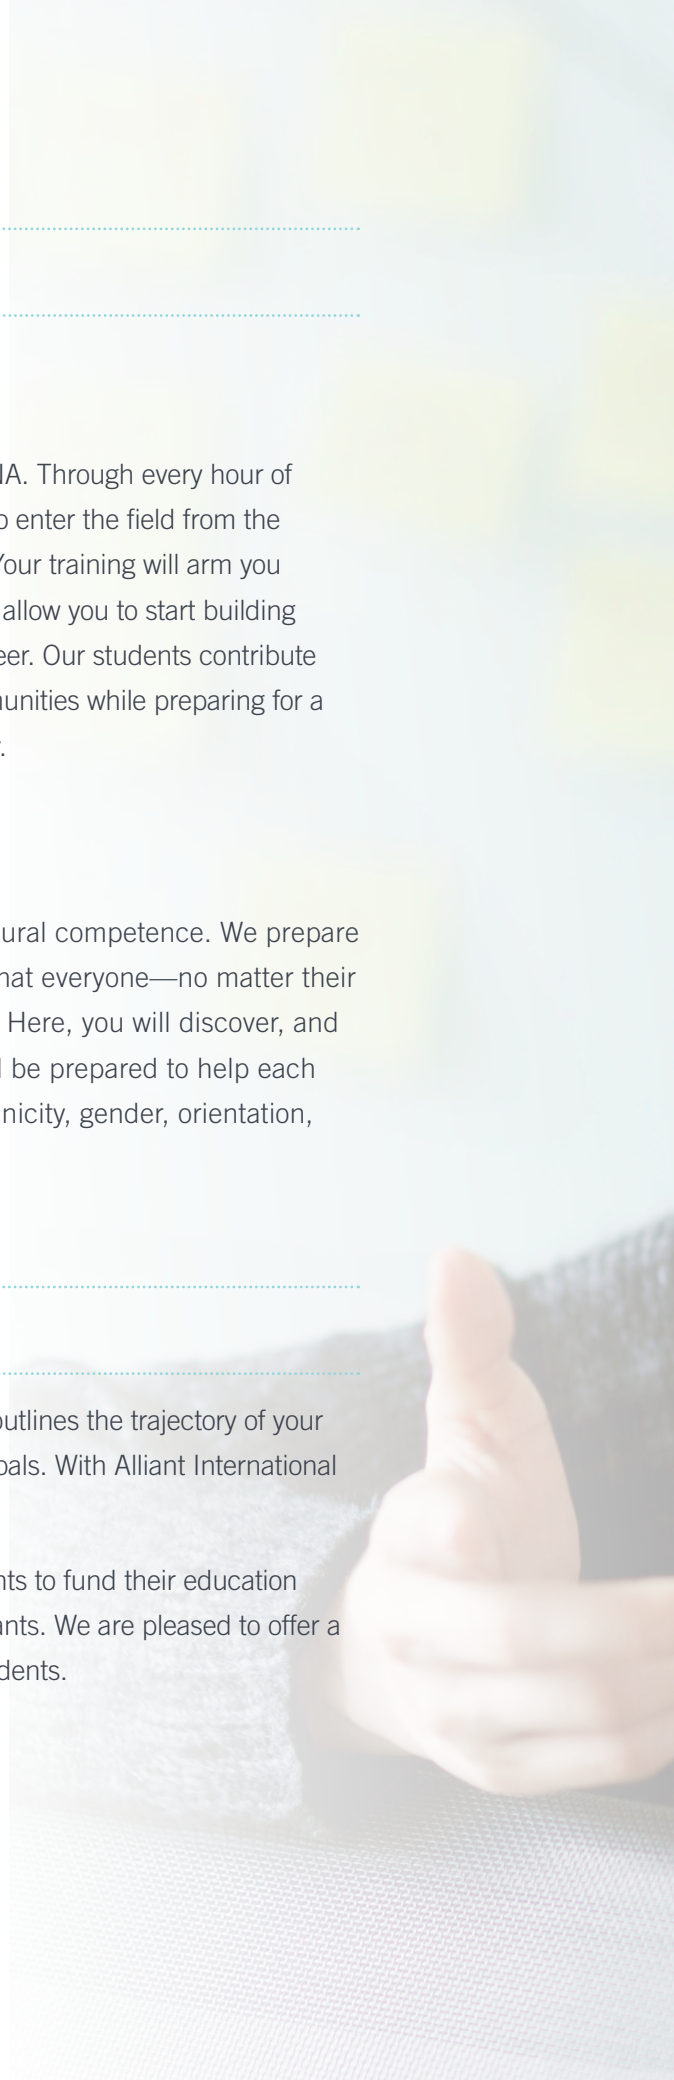 NA. Through every hour of
o enter the field from the
Your training will arm you
allow you to start building
eer. Our students contribute
unities while preparing for a
.
ural competence. We prepare
hat everyone—no matter their
Here, you will discover, and
be prepared to help each
nicity, gender, orientation,
outlines the trajectory of your
oals. With Alliant International
nts to fund their education
ants. We are pleased to offer a
dents.